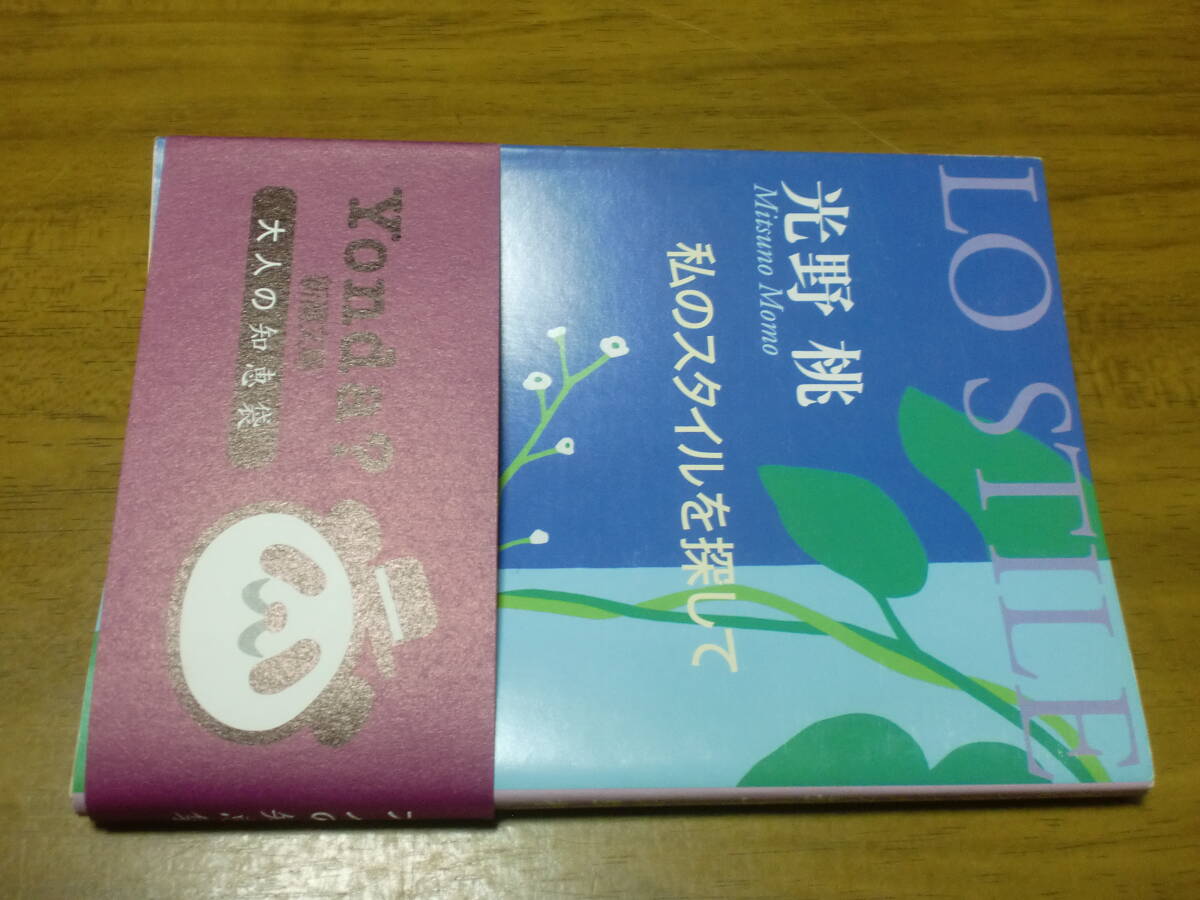 LO STILE
光野 桃
Mitsuno Momo
私のスタイルを探して
Yonda?
新潮文庫
大人の知恵袋